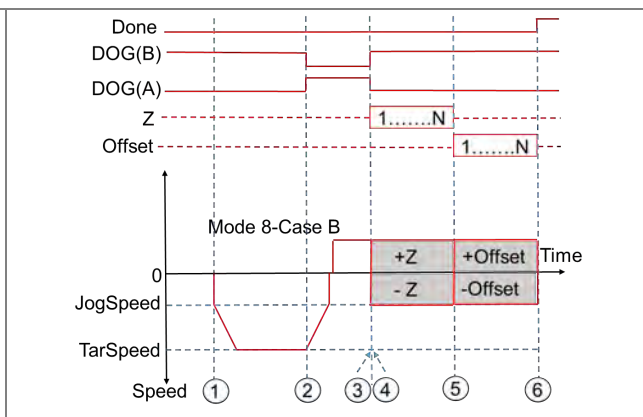 Done
DOG(B)
DOG(A)
Z
1.......N
Offset
1.......N
Mode 8-Case B
+Z
+Offset
Time
0
- Z
-Offset
JogSpeed
TarSpeed
Speed
1
2
3
4
5
6